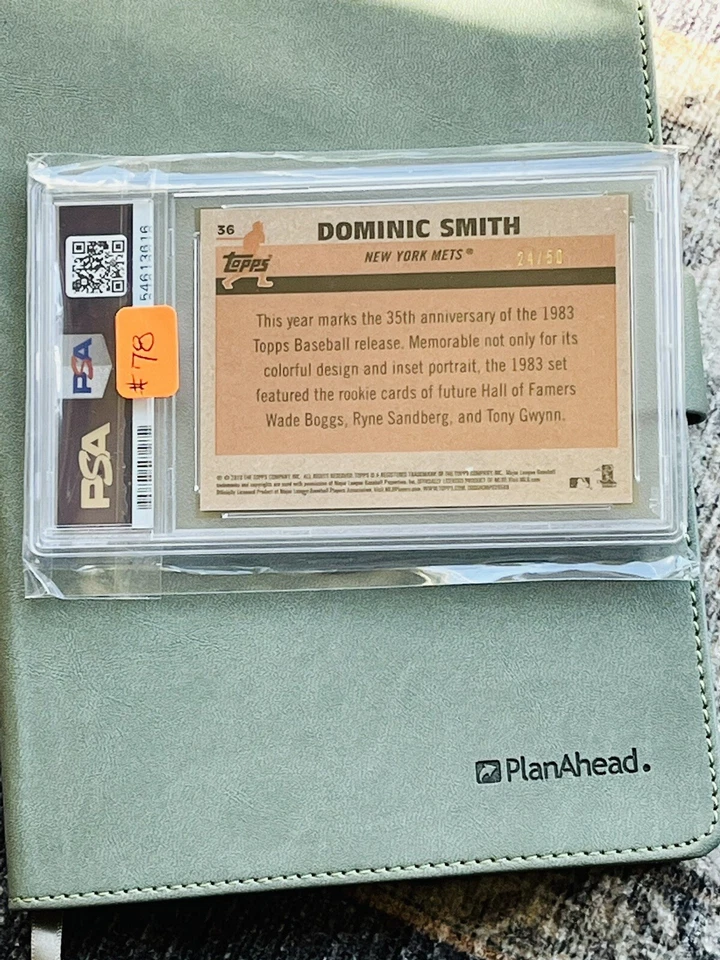 36
DOMINIC SMITH
Topps
NEW YORK METS®
24/50
This year marks the 35th anniversary of the 1983
Topps Baseball release. Memorable not only for its
colorful design and inset portrait, the 1983 set
featured the rookie cards of future Hall of Famers
Wade Boggs, Ryne Sandberg, and Tony Gwynn.
PSA
PSA
54613616
#78
PlanAhead.